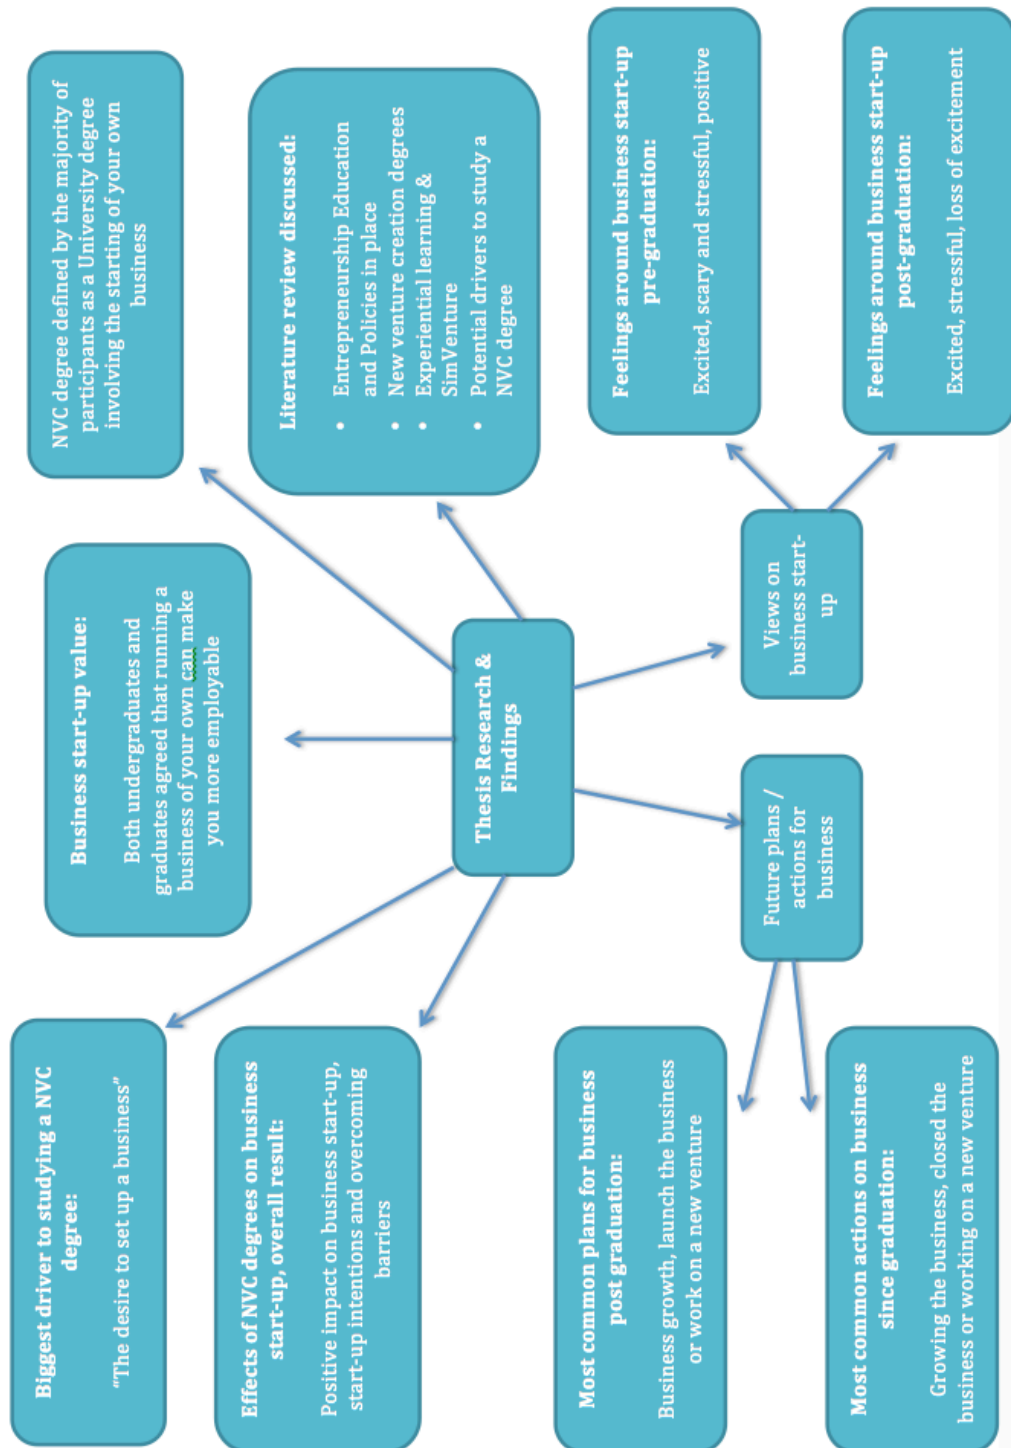 Biggest driver to studying a NVC
degree:
“The desire to set up a business”
Business start-up value:
Both undergraduates and
graduates agreed that running a
business of your own can make
you more employable
NVC degree defined by the majority of
participants as a University degree
involving the starting of your own
business
Effects of NVC degrees on business
start-up, overall result:
Positive impact on business start-up,
start-up intentions and overcoming
barriers
Literature review discussed:
• Entrepreneurship Education
and Policies in place
• New venture creation degrees
• Experiential learning &
SimVenture
• Potential drivers to study a
NVC degree
Thesis Research &
Findings
Most common plans for business
post graduation:
Business growth, launch the business
or work on a new venture
Future plans /
actions for
business
Views on
business start-
up
Feelings around business start-up
pre-graduation:
Excited, scary and stressful, positive
Most common actions on business
since graduation:
Growing the business, closed the
business or working on a new venture
Feelings around business start-up
post-graduation:
Excited, stressful, loss of excitement